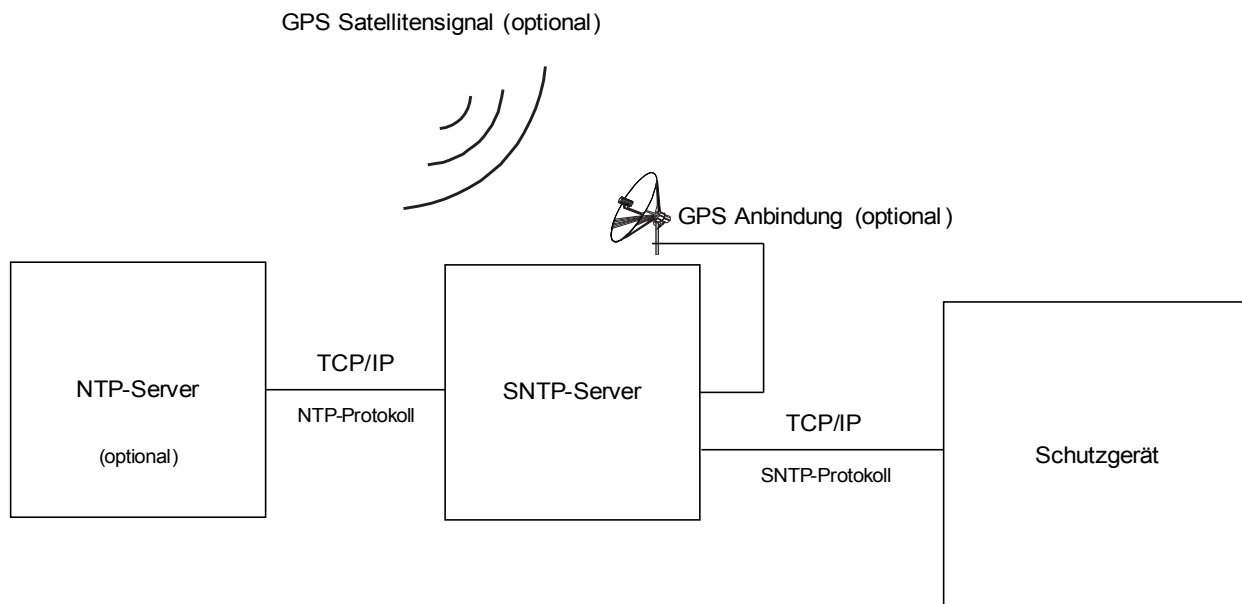 GPS Satellitensignal (optional)
GPS Anbindung (optional)
NTP-Server
(optional)
TCP/IP
NTP-Protokoll
SNTP-Server
TCP/IP
SNTP-Protokoll
Schutzgerät